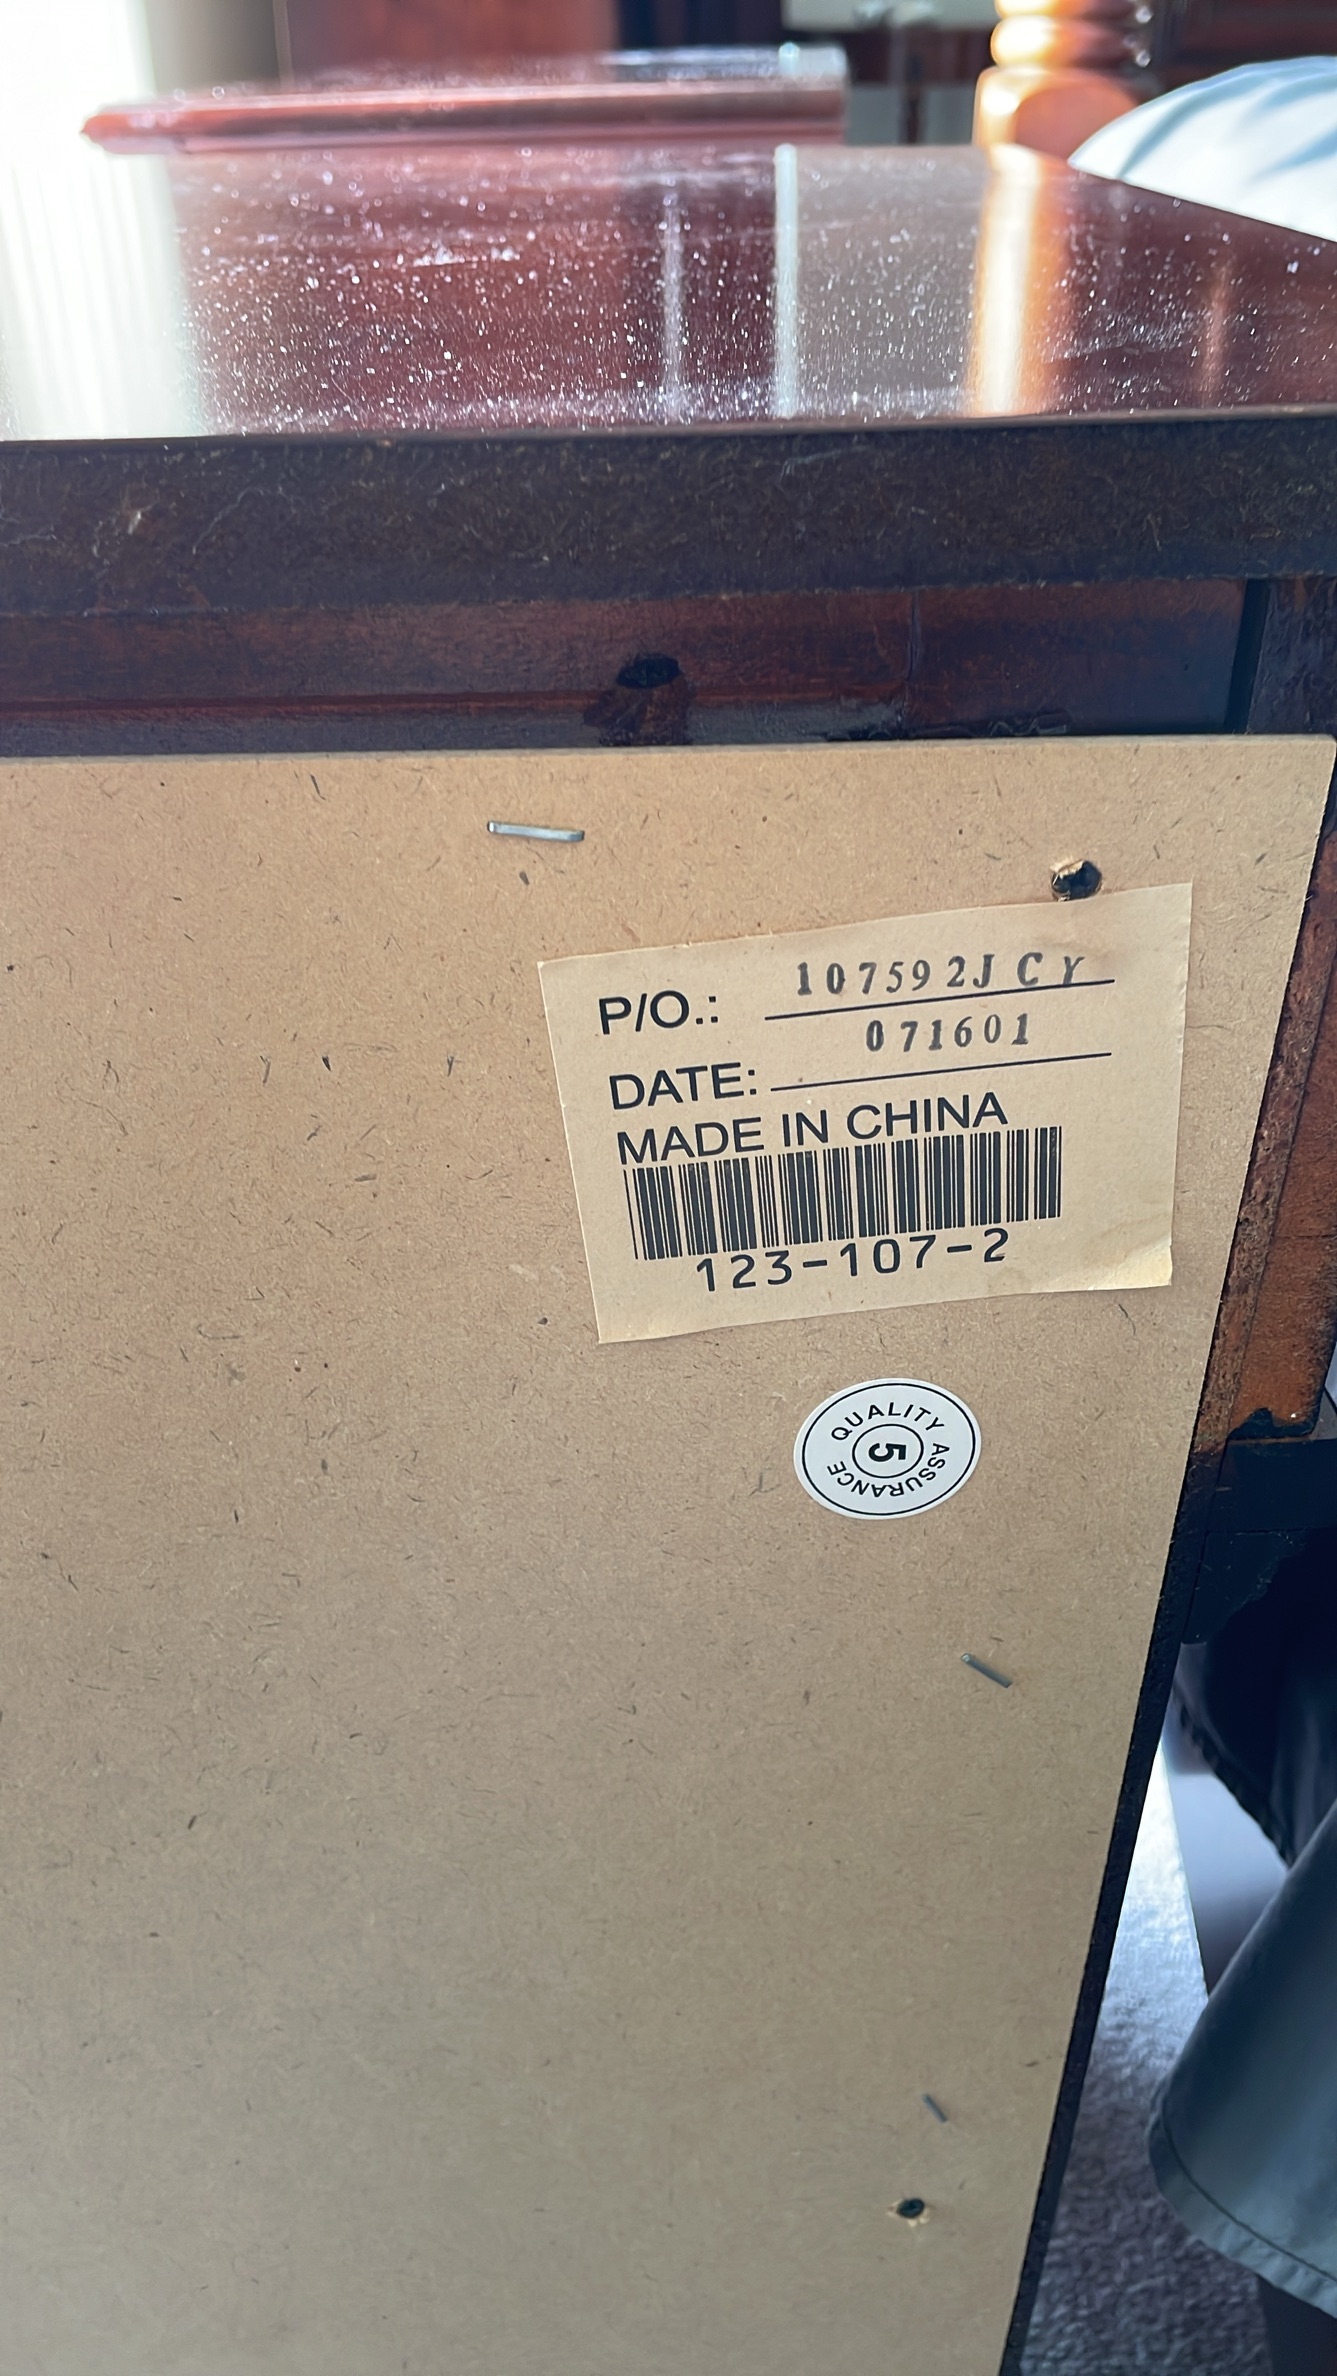 P/O.: 107592JCY
DATE: 071601
MADE IN CHINA
123-107-2
QUALITY ASSURANCE
5